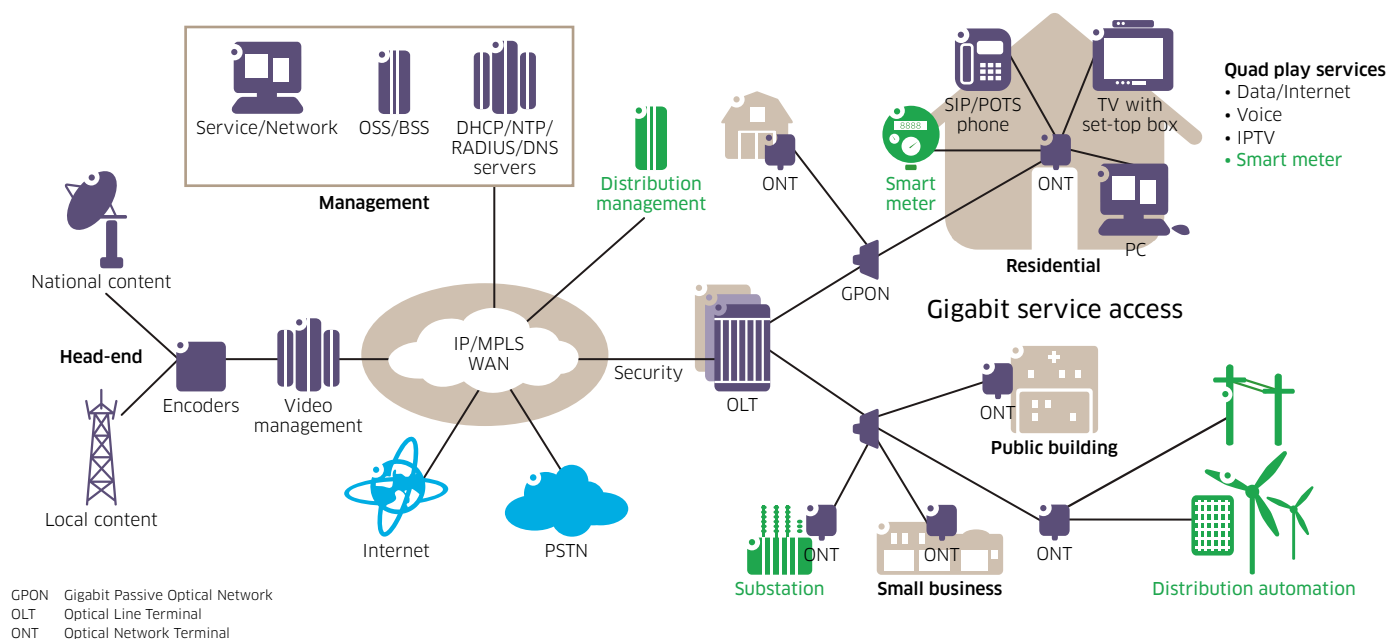 Service/Network
OSS/BSS
DHCP/NTP/
RADIUS/DNS
servers
Management
Distribution
management
ONT
SIP/POTS
phone
TV with
set-top box
8888
Smart
meter
ONT
PC
Residential
Quad play services
• Data/Internet
• Voice
• IPTV
• Smart meter
National content
Head-end
Local content
Encoders
Video
management
IP/MPLS
WAN
Security
OLT
GPON
Gigabit service access
Internet
PSTN
ONT
Public building
ONT
Substation
ONT
Small business
ONT
Distribution automation
GPON Gigabit Passive Optical Network
OLT Optical Line Terminal
ONT Optical Network Terminal